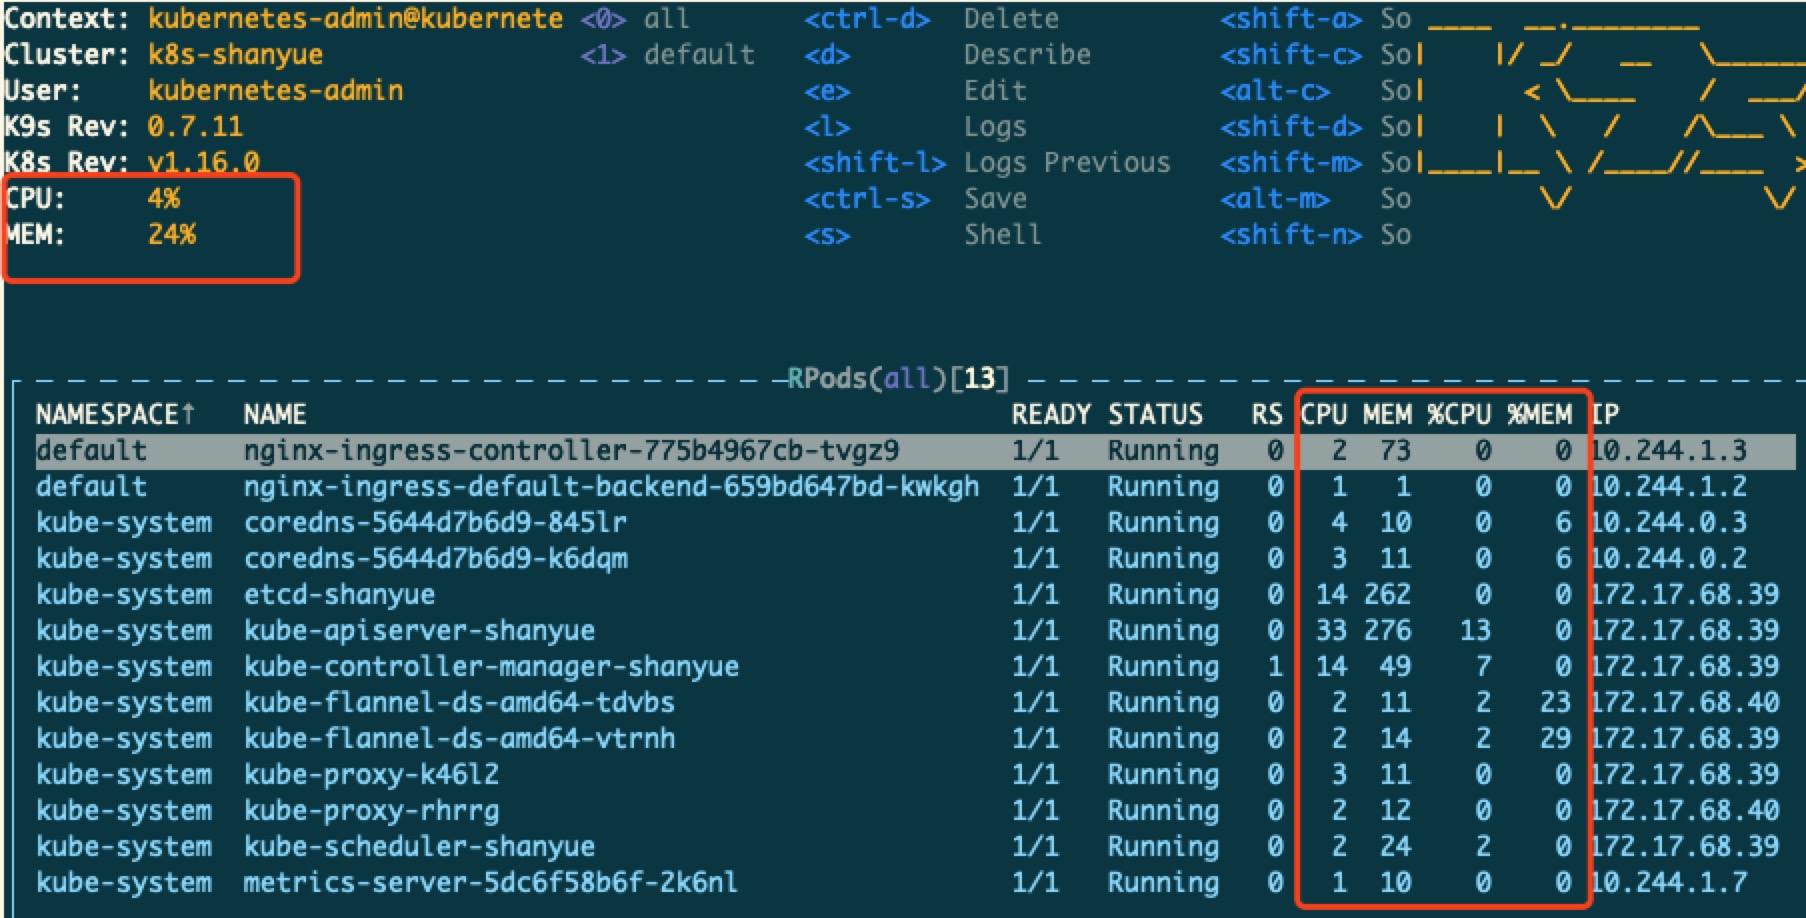 Context: kubernetes-admin@kubernete <0> all <ctrl-d> Delete <shift-a> So
Cluster: k8s-shanyue <1> default <d> Describe <shift-c> So
User: kubernetes-admin <e> Edit <alt-c> So
K9s Rev: 0.7.11 <l> Logs <shift-d> So
K8s Rev: v1.16.0 <shift-l> Logs Previous <shift-m> So
CPU: 4% <ctrl-s> Save <alt-m> So
MEM: 24% <s> Shell <shift-n> So
RPods(all)[13]
NAMESPACE↑ NAME READY STATUS RS CPU MEM %CPU %MEM IP
default nginx-ingress-controller-775b4967cb-tvgz9 1/1 Running 0 2 73 0 0 10.244.1.3
default nginx-ingress-default-backend-659bd647bd-kwkgh 1/1 Running 0 1 1 0 0 10.244.1.2
kube-system coredns-5644d7b6d9-845lr 1/1 Running 0 4 10 0 6 10.244.0.3
kube-system coredns-5644d7b6d9-k6dqm 1/1 Running 0 3 11 0 6 10.244.0.2
kube-system etcd-shanyue 1/1 Running 0 14 262 0 0 172.17.68.39
kube-system kube-apiserver-shanyue 1/1 Running 0 33 276 13 0 172.17.68.39
kube-system kube-controller-manager-shanyue 1/1 Running 1 14 49 7 0 172.17.68.39
kube-system kube-flannel-ds-amd64-tdvbs 1/1 Running 0 2 11 2 23 172.17.68.40
kube-system kube-flannel-ds-amd64-vtrnh 1/1 Running 0 2 14 2 29 172.17.68.39
kube-system kube-proxy-k46l2 1/1 Running 0 3 11 0 0 172.17.68.39
kube-system kube-proxy-rhrrg 1/1 Running 0 2 12 0 0 172.17.68.40
kube-system kube-scheduler-shanyue 1/1 Running 0 2 24 2 0 172.17.68.39
kube-system metrics-server-5dc6f58b6f-2k6nl 1/1 Running 0 1 10 0 0 10.244.1.7